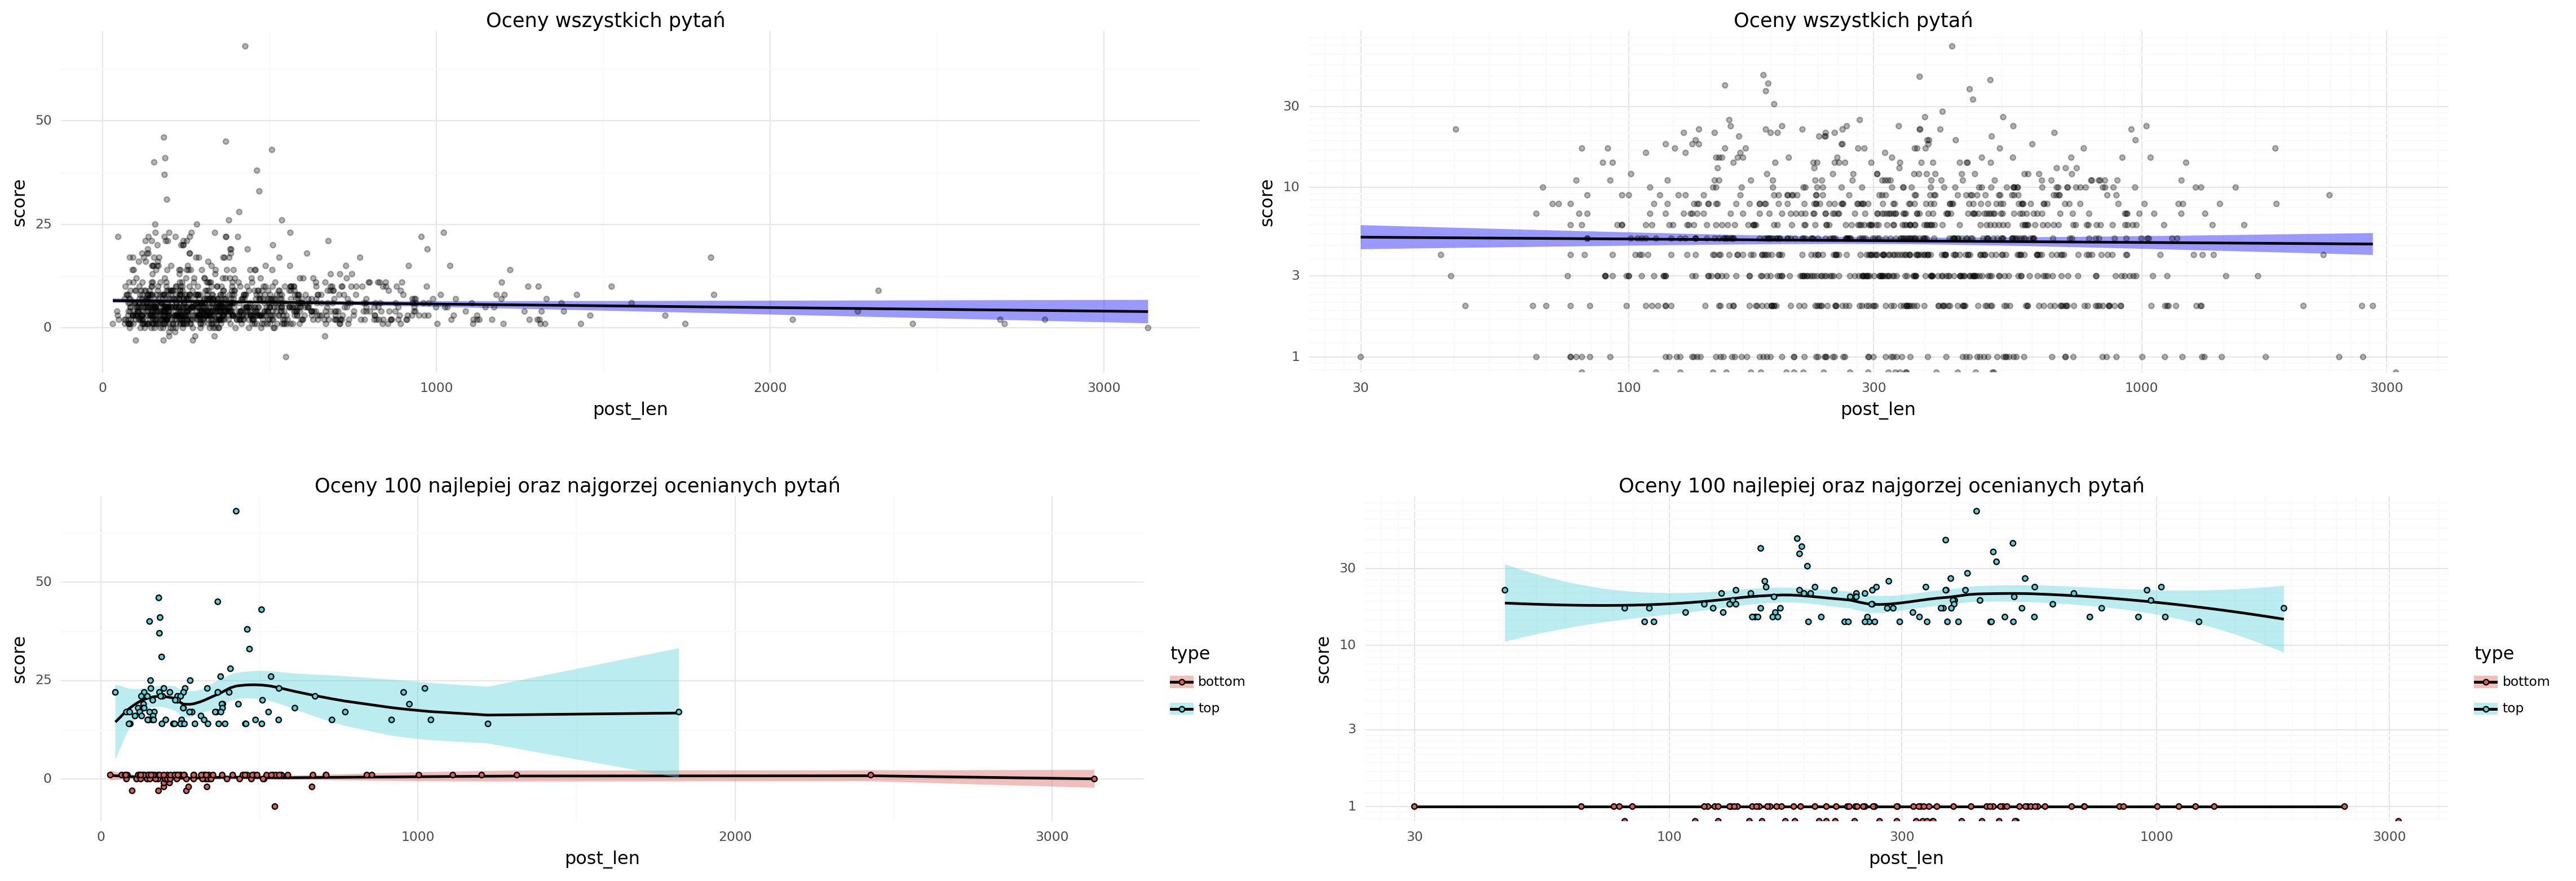 Oceny wszystkich pytań
score
50
25
0
0 1000 2000 3000
post_len
Oceny wszystkich pytań
score
30
10
3
1
30 100 300 1000 3000
post_len
Oceny 100 najlepiej oraz najgorzej ocenianych pytań
score
50
25
0
0 1000 2000 3000
post_len
type
bottom
top
Oceny 100 najlepiej oraz najgorzej ocenianych pytań
score
30
10
3
1
30 100 300 1000 3000
post_len
type
bottom
top